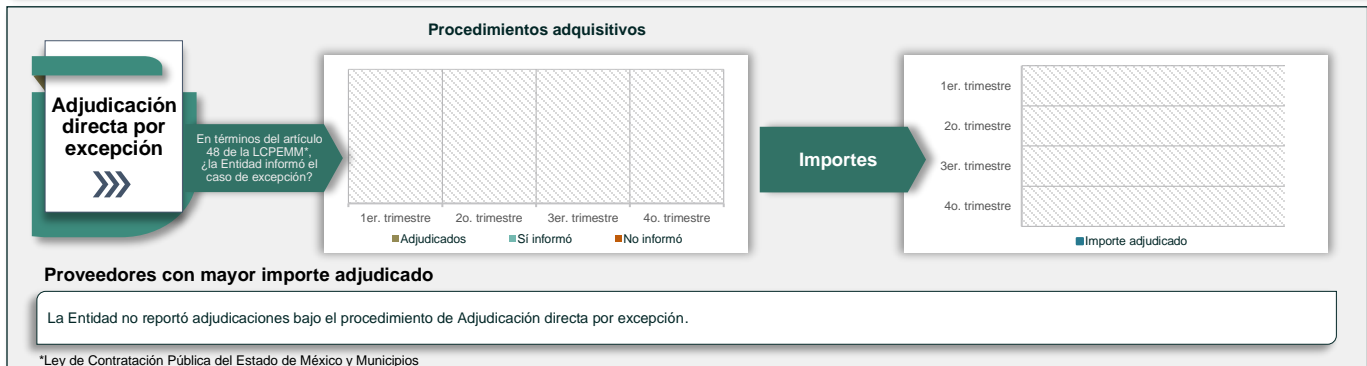 Procedimientos adquisitivos
Adjudicación
directa por
excepción
En términos del artículo
48 de la LCPEMM*,
¿la Entidad informó el
caso de excepción?
1er. trimestre
2o. trimestre
3er. trimestre
4o. trimestre
Adjudicados
Sí informó
No informó
Importes
1er. trimestre
2o. trimestre
3er. trimestre
4o. trimestre
Importe adjudicado
Proveedores con mayor importe adjudicado
La Entidad no reportó adjudicaciones bajo el procedimiento de Adjudicación directa por excepción.
*Ley de Contratación Pública del Estado de México y Municipios